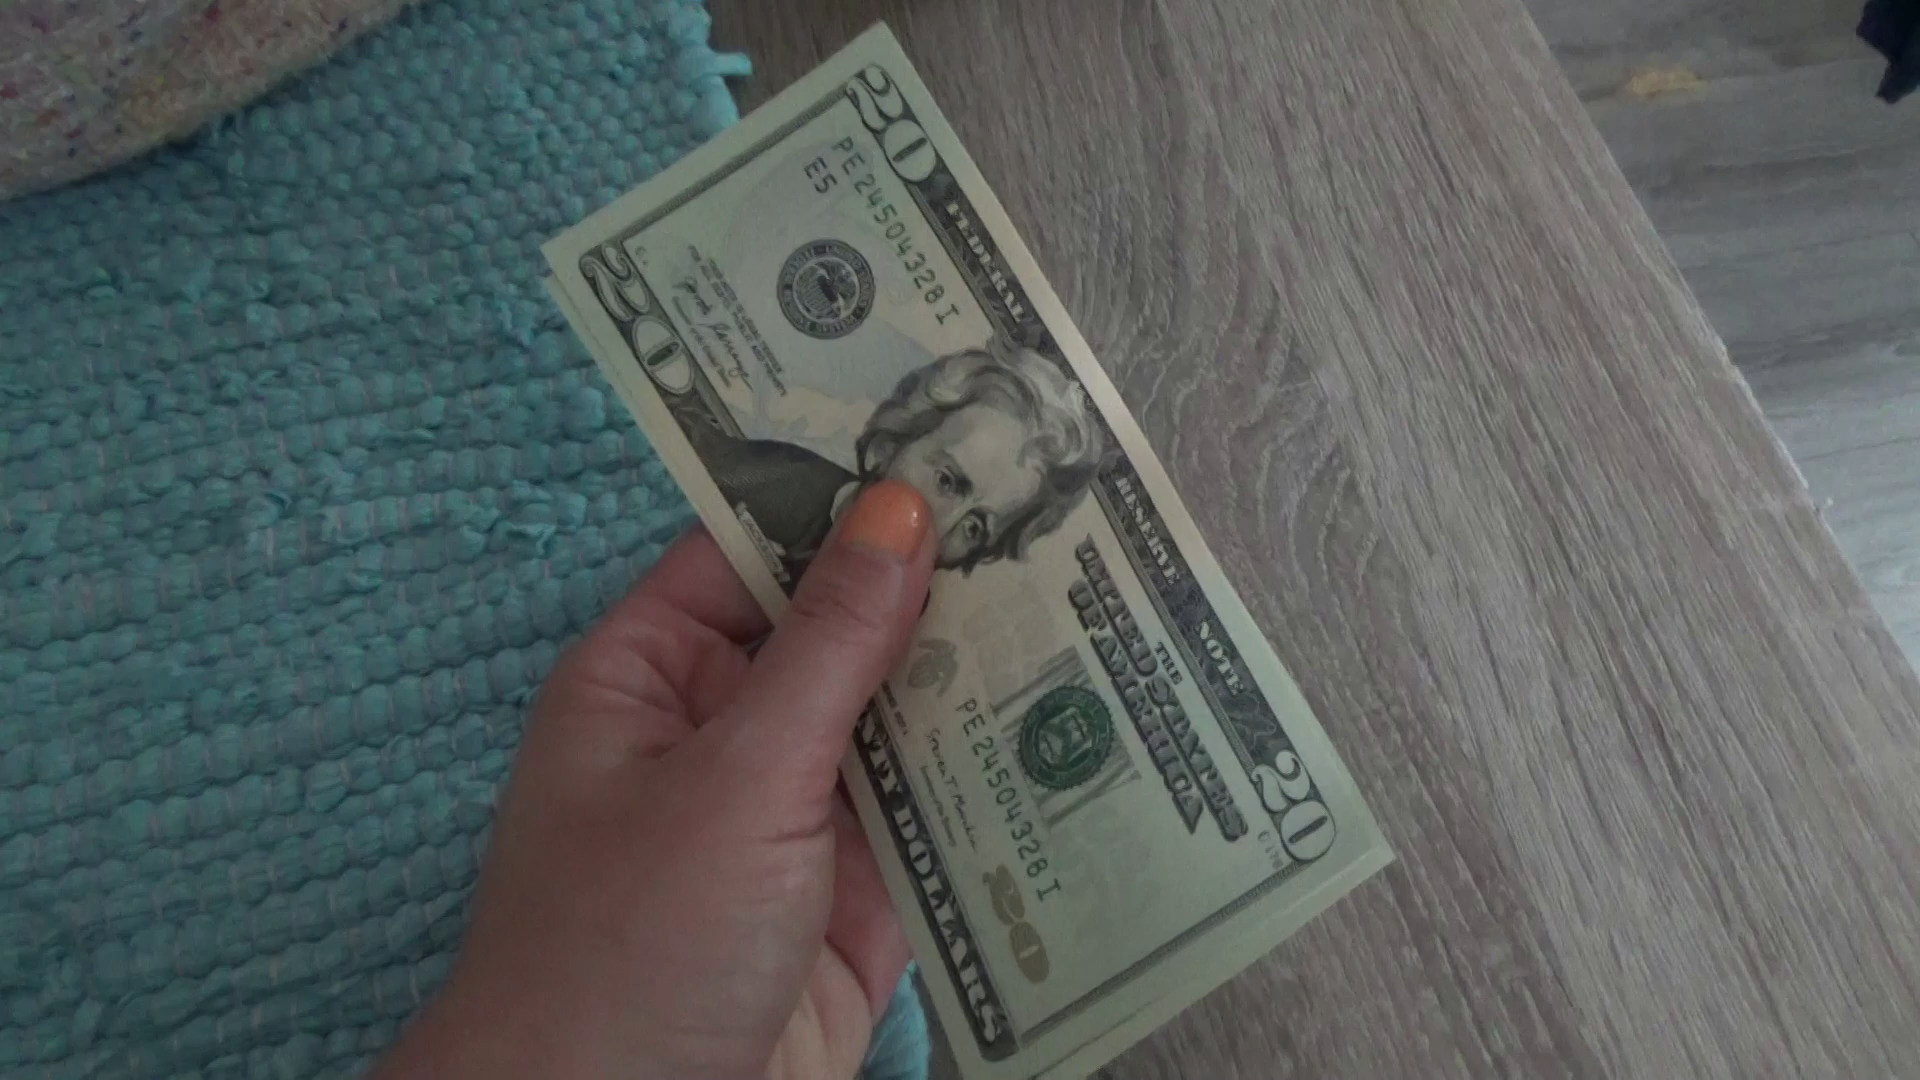 20
FEDERAL RESERVE NOTE
PE 24504328 I
E5
THE
UNITED STATES
OF AMERICA
PE 24504328 I
20
20
20
DOLLARS